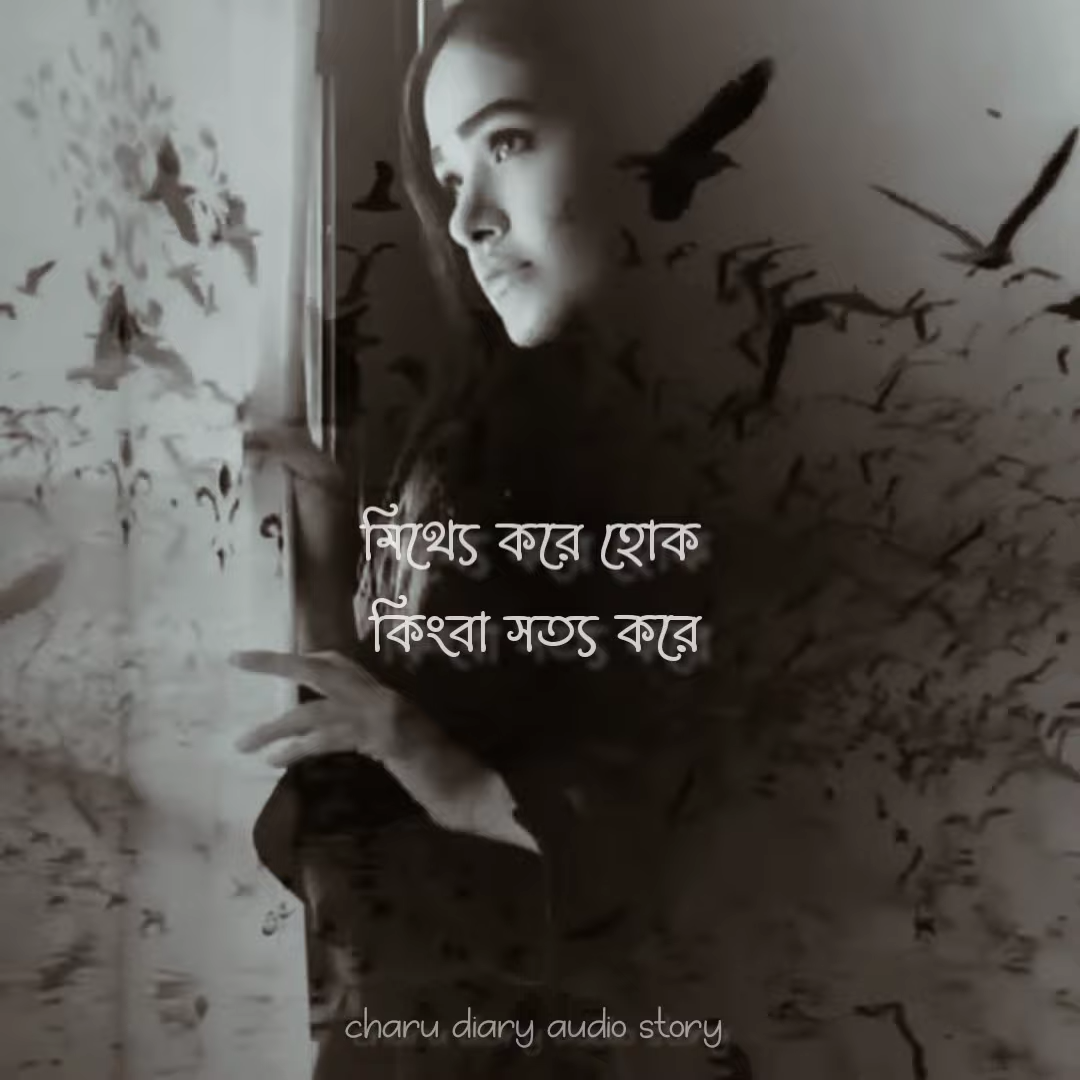 মিথ্যে করে হোক
কিংবা সত্য করে
charu diary audio story